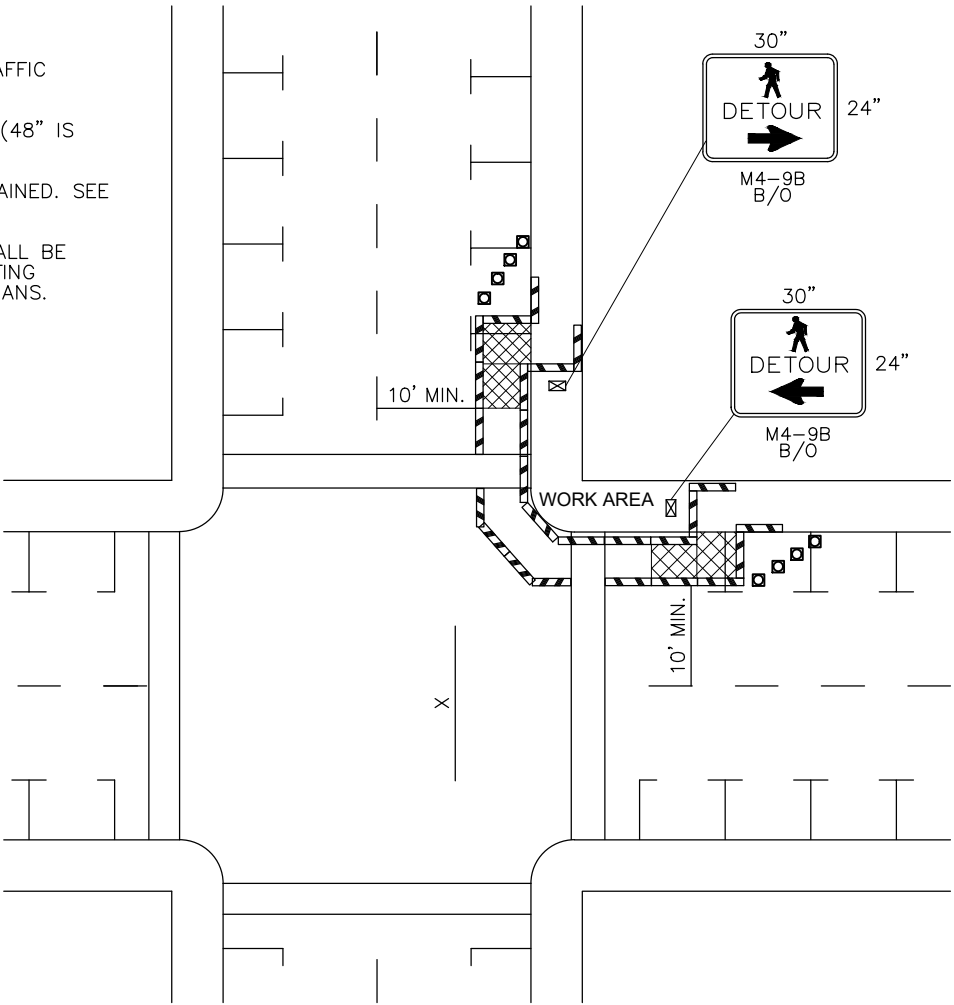 AFFIC
(48" IS
AINED. SEE
ALL BE
TING
ANS.
30"
DETOUR
24"
M4-9B
B/O
30"
DETOUR
24"
M4-9B
B/O
10' MIN.
WORK AREA
10' MIN.
X